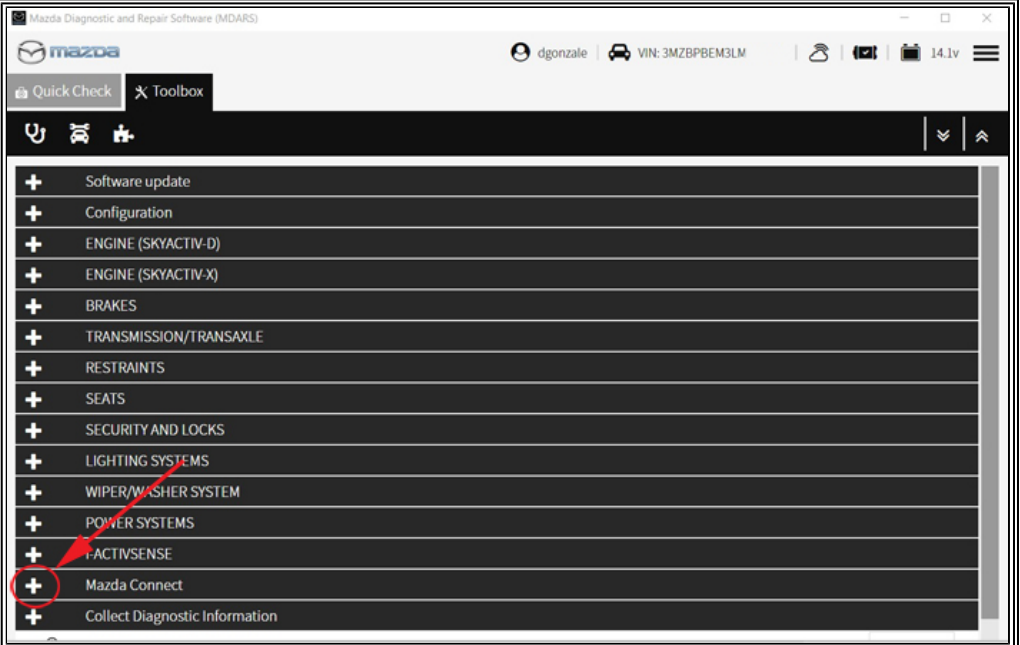 Mazda Diagnostic and Repair Software (MDARS)
mazda dgonzale VIN: 3MZBPBEM3LM 14.1v
Quick Check Toolbox
Software update
Configuration
ENGINE (SKYACTIV-D)
ENGINE (SKYACTIV-X)
BRAKES
TRANSMISSION/TRANSAXLE
RESTRAINTS
SEATS
SECURITY AND LOCKS
LIGHTING SYSTEMS
WIPER/WASHER SYSTEM
POWER SYSTEMS
i-ACTIVSENSE
Mazda Connect
Collect Diagnostic Information